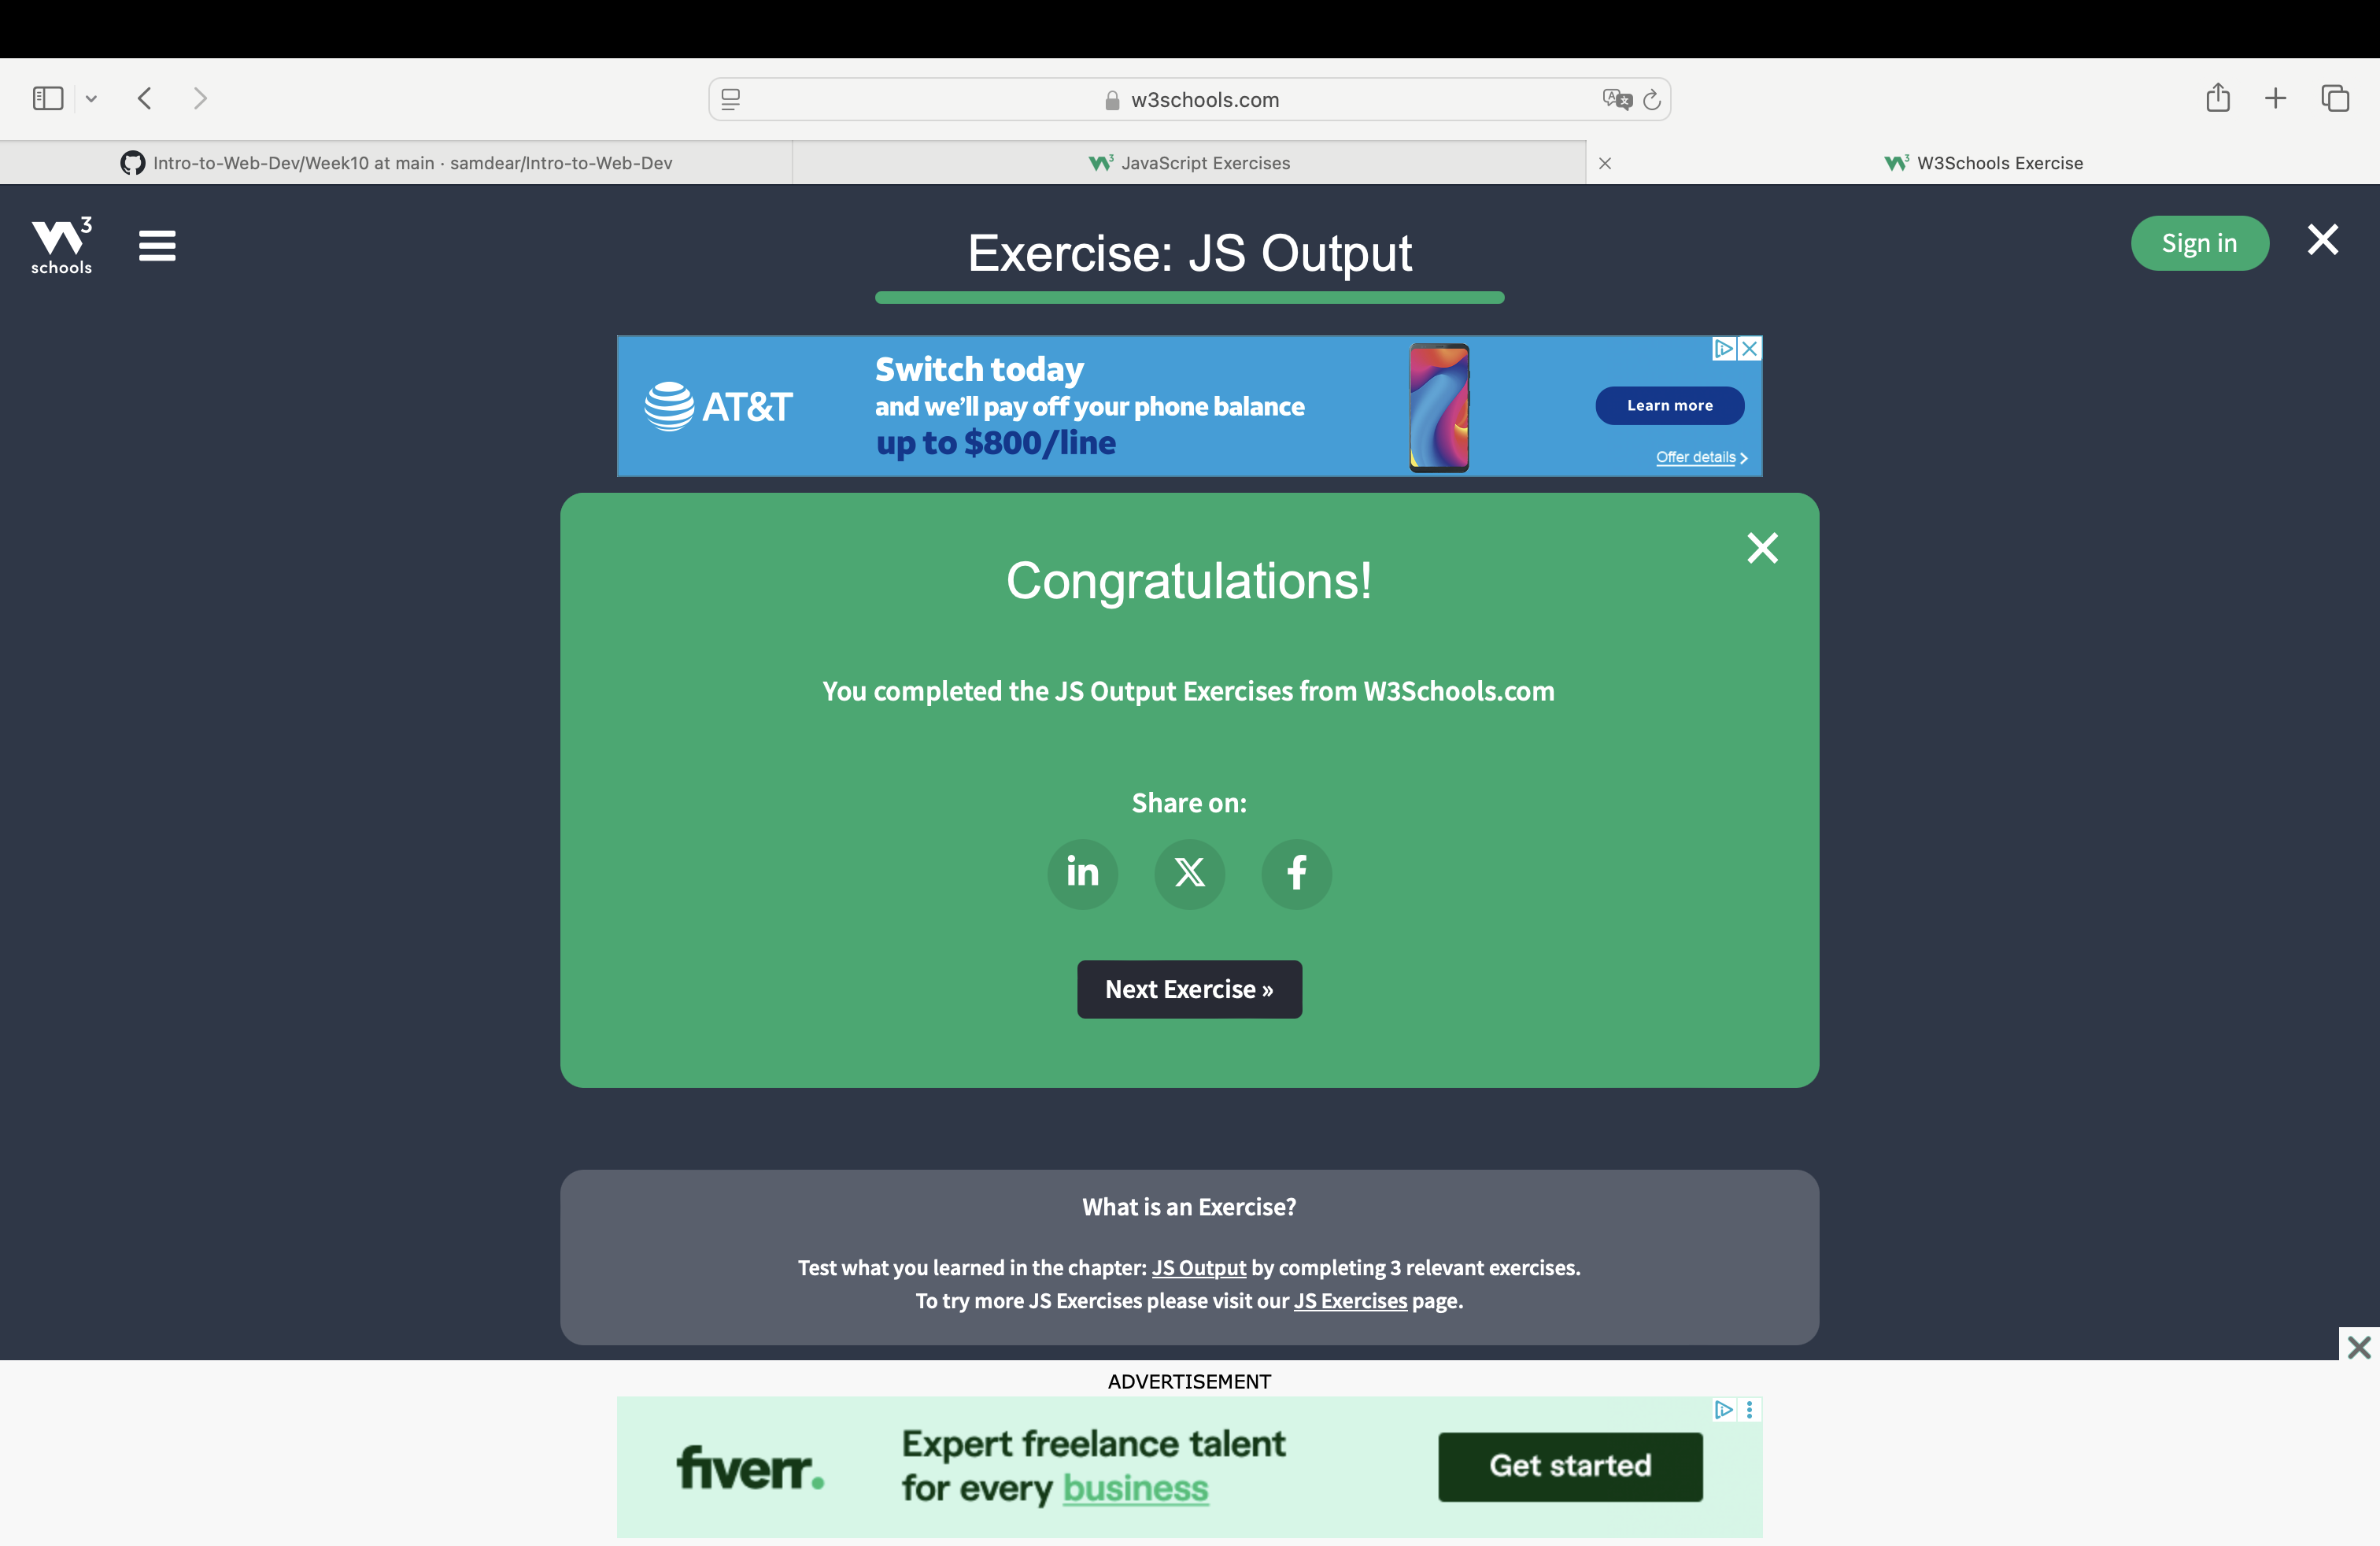 w3schools.com
Intro-to-Web-Dev/Week10 at main · samdear/Intro-to-Web-Dev
W3 JavaScript Exercises
W3 W3Schools Exercise
W3 schools
Exercise: JS Output
Sign in
AT&T
Switch today
and we'll pay off your phone balance
up to $800/line
Learn more
Offer details
Congratulations!
You completed the JS Output Exercises from W3Schools.com
Share on:
in X f
Next Exercise »
What is an Exercise?
Test what you learned in the chapter: JS Output by completing 3 relevant exercises.
To try more JS Exercises please visit our JS Exercises page.
ADVERTISEMENT
fiverr.
Expert freelance talent
for every business
Get started